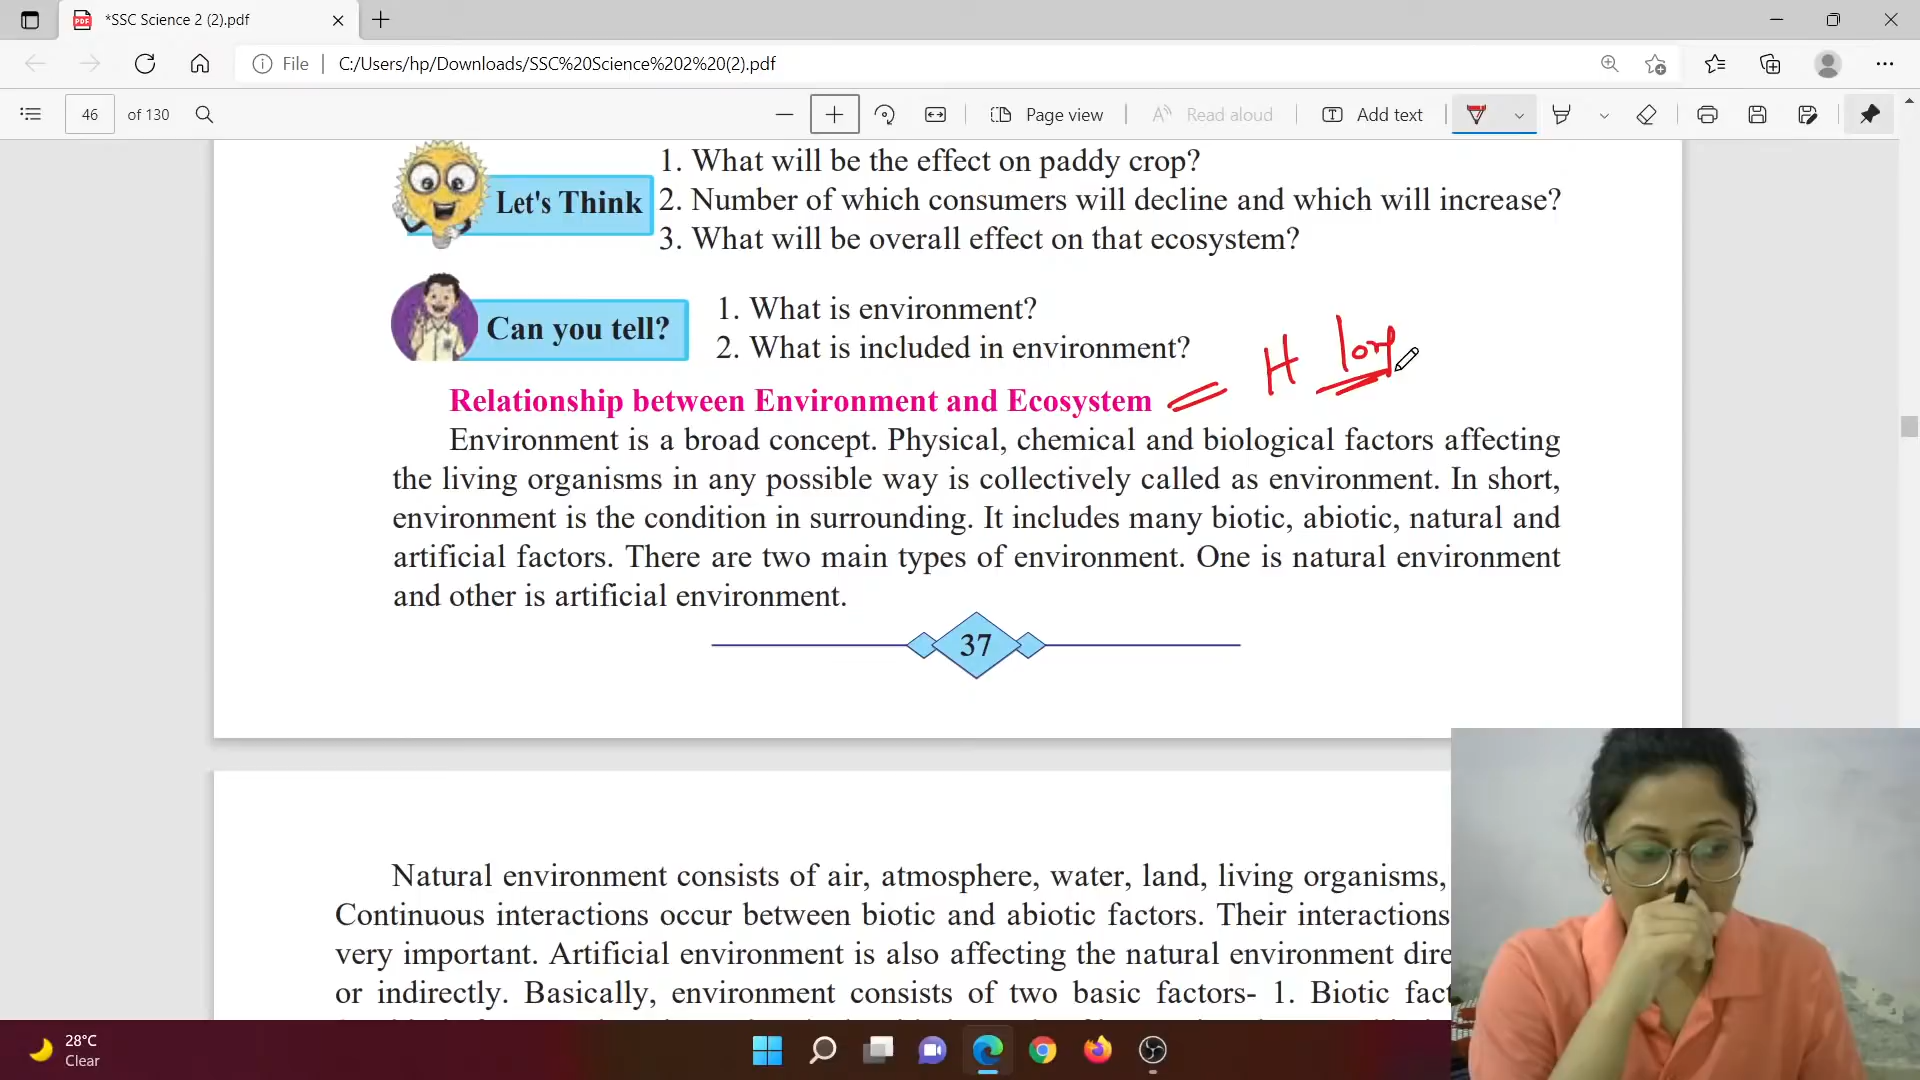 *SSC Science 2 (2).pdf
File
C:/Users/hp/Downloads/SSC%20Science%202%20(2).pdf
46 of 130
Page view
Read aloud
Add text
1. What will be the effect on paddy crop?
Let's Think
2. Number of which consumers will decline and which will increase?
3. What will be overall effect on that ecosystem?
Can you tell?
1. What is environment?
2. What is included in environment?
H
Relationship between Environment and Ecosystem
Environment is a broad concept. Physical, chemical and biological factors affecting
the living organisms in any possible way is collectively called as environment. In short,
environment is the condition in surrounding. It includes many biotic, abiotic, natural and
artificial factors. There are two main types of environment. One is natural environment
and other is artificial environment.
37
Natural environment consists of air, atmosphere, water, land, living organisms,
Continuous interactions occur between biotic and abiotic factors. Their interactions
very important. Artificial environment is also affecting the natural environment dire
or indirectly. Basically, environment consists of two basic factors- 1. Biotic fact
28°C
Clear